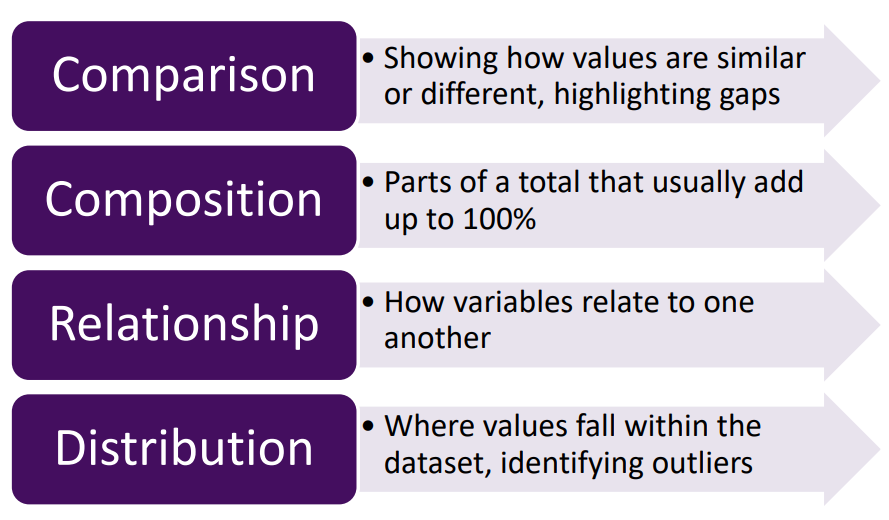 Comparison
• Showing how values are similar
or different, highlighting gaps
Composition
• Parts of a total that usually add
up to 100%
Relationship
• How variables relate to one
another
Distribution
• Where values fall within the
dataset, identifying outliers